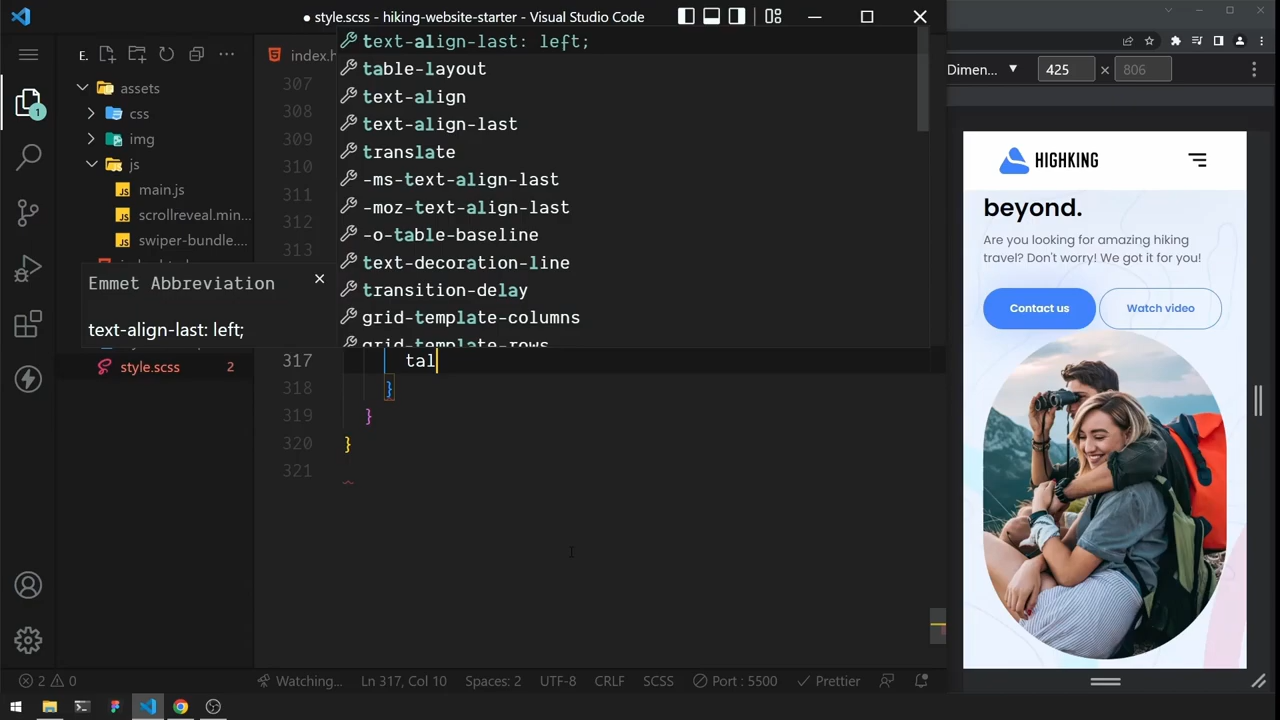 ● style.scss - hiking-website-starter - Visual Studio Code
E.
assets
css
img
js
main.js
scrollreveal.min...
swiper-bundle....
style.scss 2
1
Emmet Abbreviation
text-align-last: left;
index.h
307
308
309
310
311
312
313
text-align-last: left;
table-layout
text-align
text-align-last
translate
-ms-text-align-last
-moz-text-align-last
-o-table-baseline
text-decoration-line
transition-delay
grid-template-columns
grid-template-rows
317 tal
318 }
319 }
320 }
321
2 0 Watching... Ln 317, Col 10 Spaces: 2 UTF-8 CRLF SCSS Port : 5500 Prettier
Dimen... 425 × 806
HIGHKING
beyond.
Are you looking for amazing hiking
travel? Don't worry! We got it for you!
Contact us Watch video